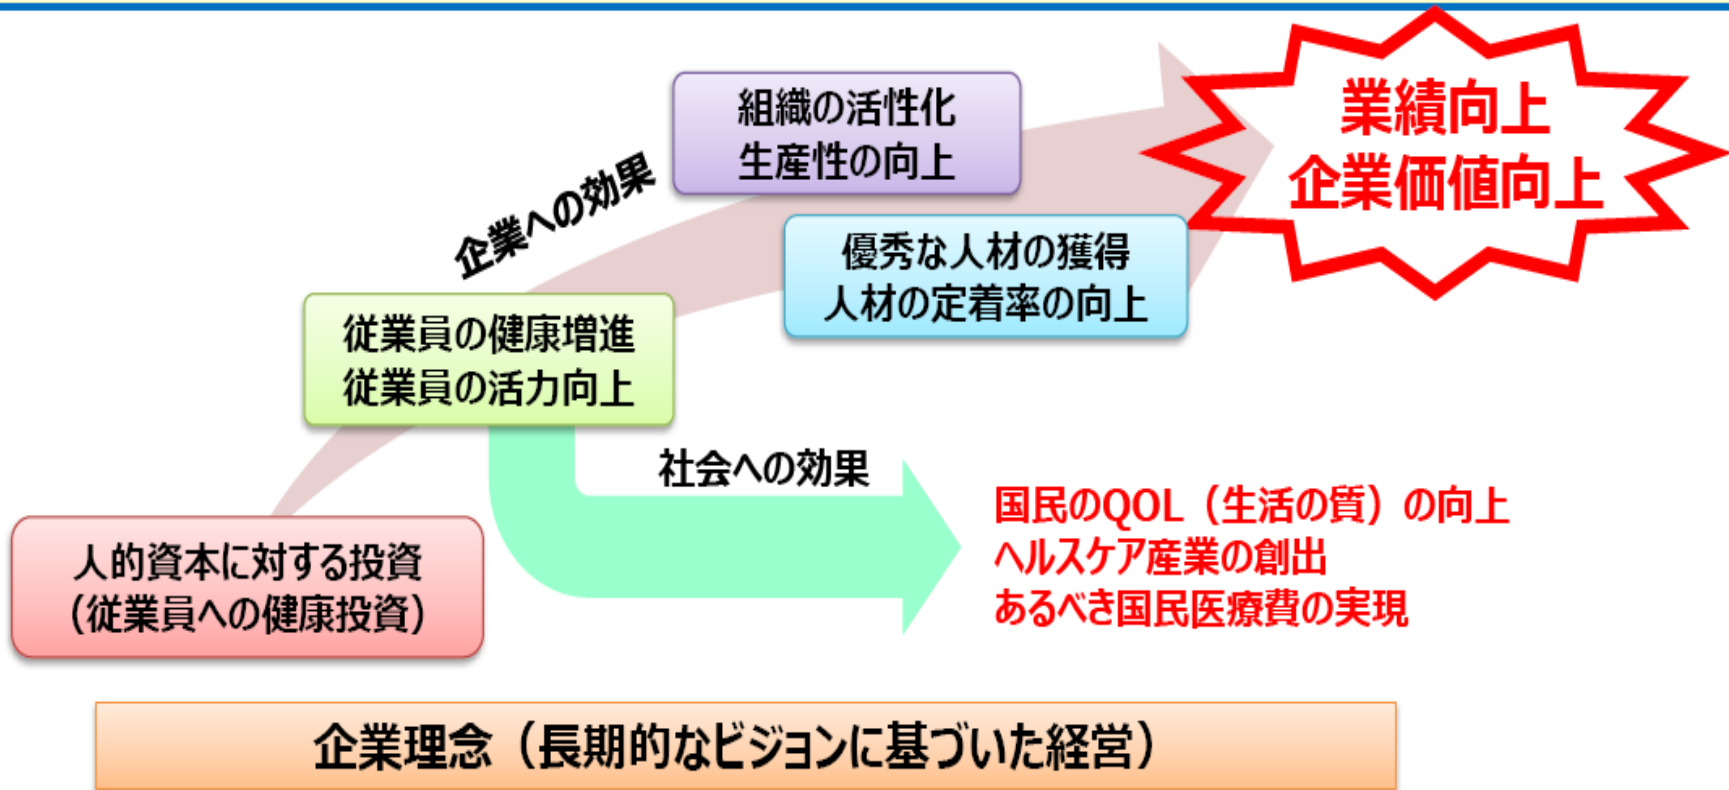 業績向上
企業価値向上
組織の活性化
生産性の向上
企業への効果
優秀な人材の獲得
人材の定着率の向上
従業員の健康増進
従業員の活力向上
社会への効果
国民のQOL（生活の質）の向上
ヘルスケア産業の創出
あるべき国民医療費の実現
人的資本に対する投資
（従業員への健康投資）
企業理念（長期的なビジョンに基づいた経営）